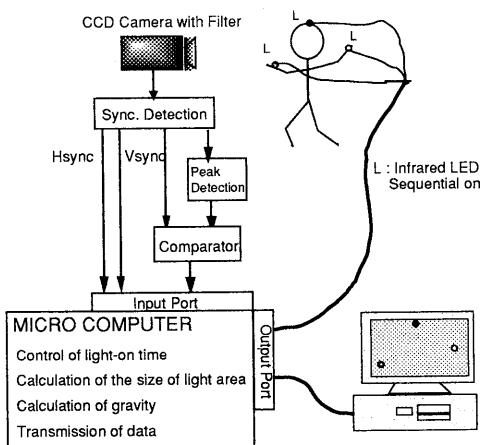 CCD Camera with Filter
L
L
L
Sync. Detection
Hsync
Vsync
Peak
Detection
L : Infrared LED
Sequential on
Comparator
Input Port
MICRO COMPUTER
Output Port
Control of light-on time
Calculation of the size of light area
Calculation of gravity
Transmission of data